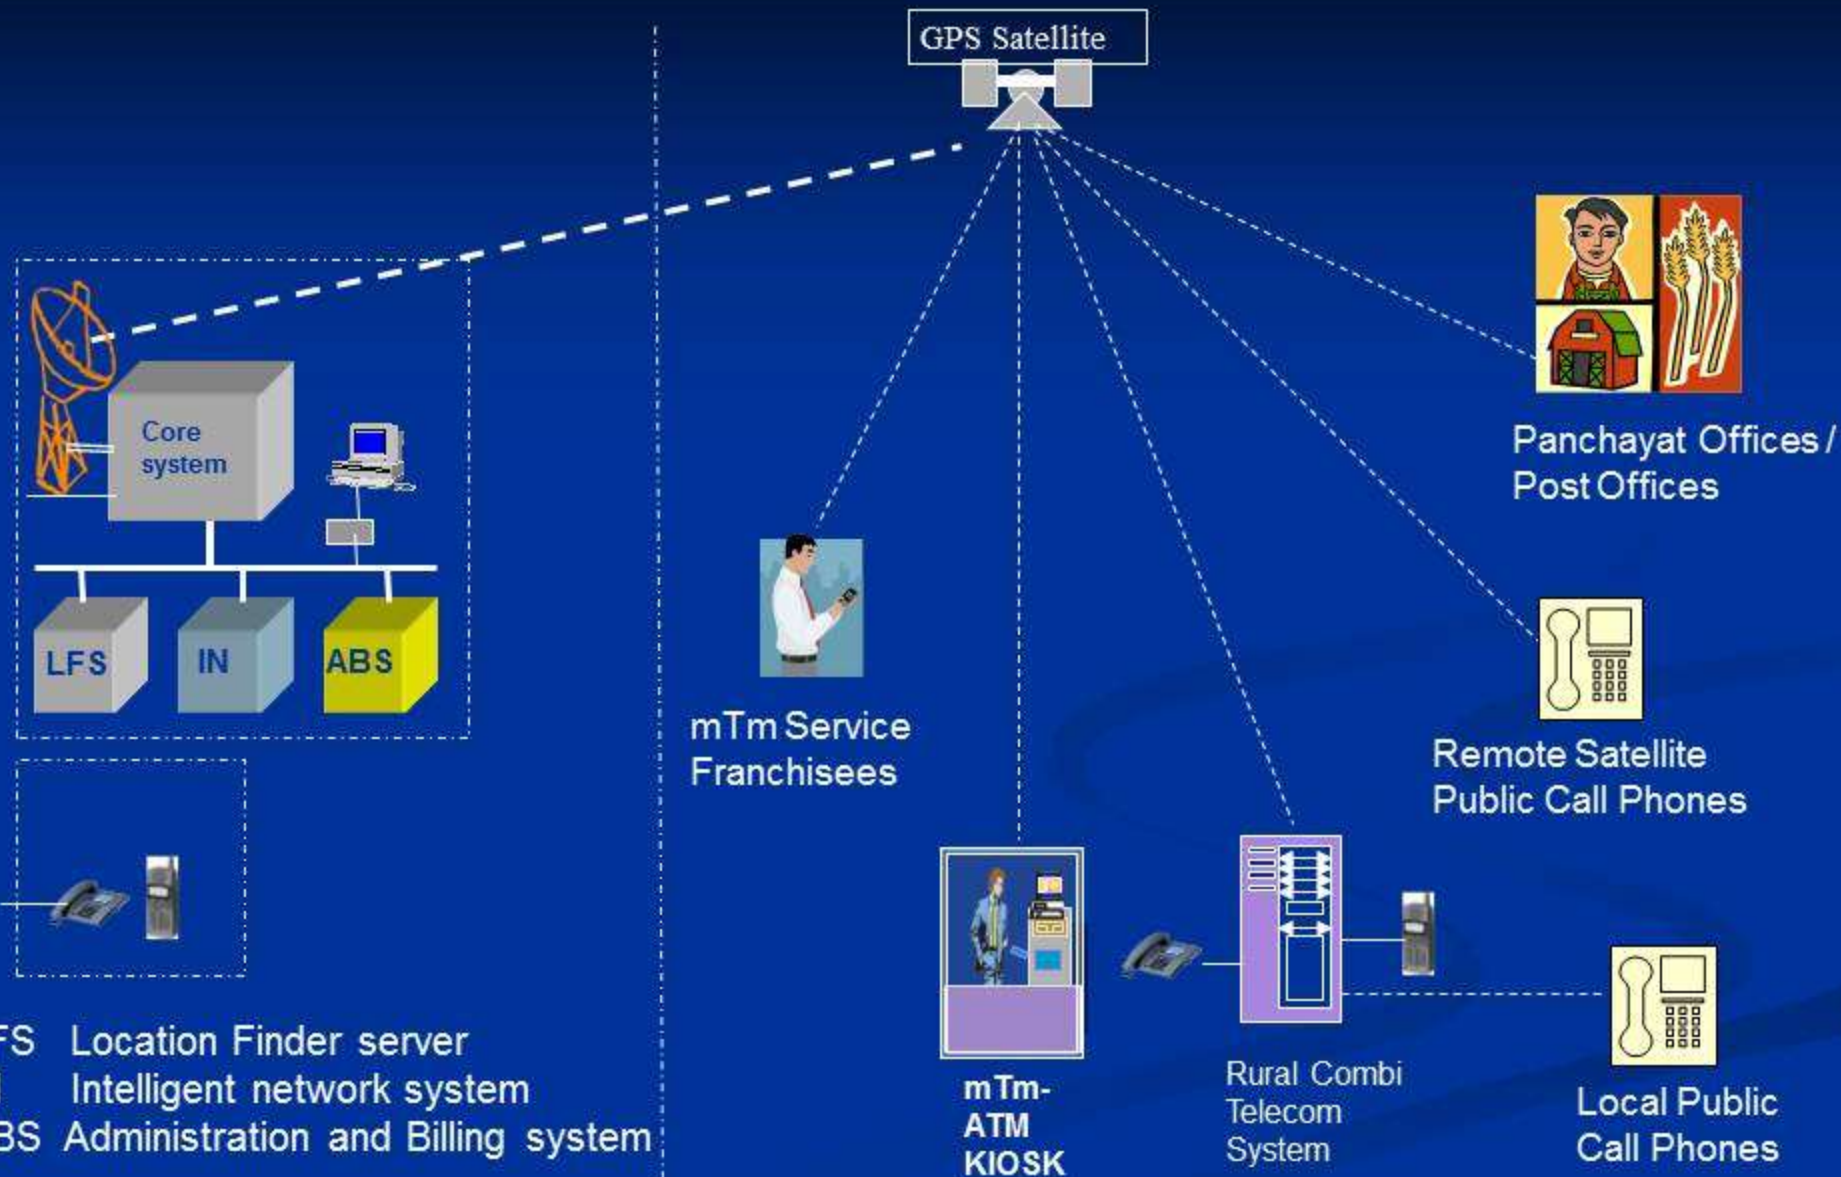 GPS Satellite
Core
system
LFS
IN
ABS
Panchayat Offices /
Post Offices
mTm Service
Franchisees
Remote Satellite
Public Call Phones
FS Location Finder server
Intelligent network system
BS Administration and Billing system
mTm-
ATM
KIOSK
Rural Combi
Telecom
System
Local Public
Call Phones